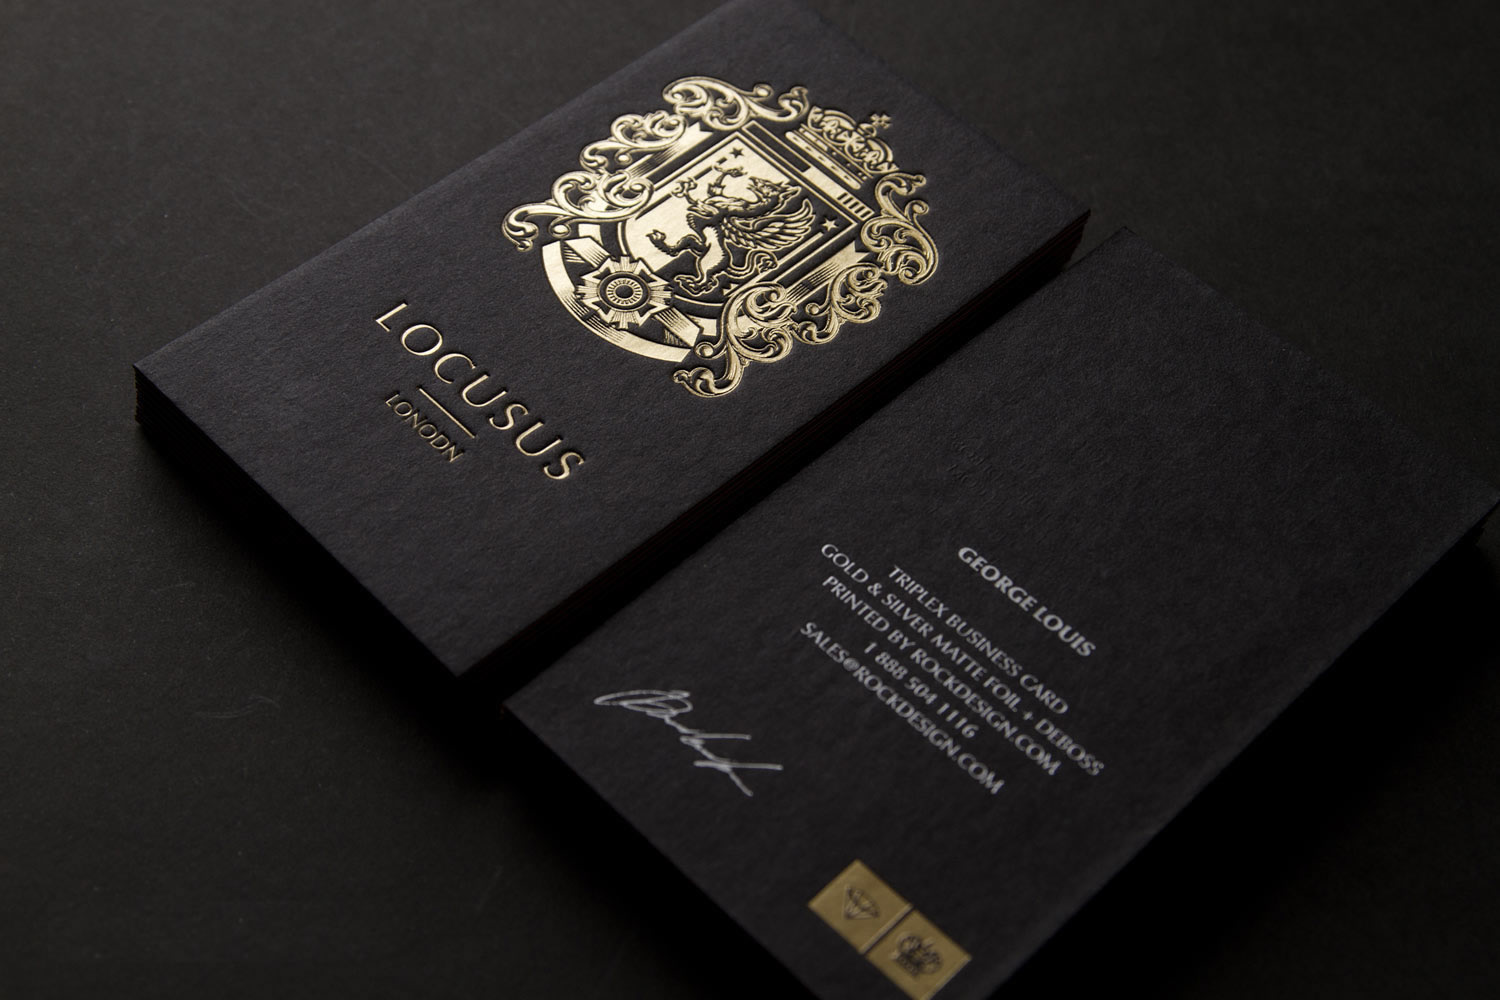 LOCUSUS
LONODN
GEORGE LOUIS
TRIPLEX BUSINESS CARD
GOLD & SILVER MATTE FOIL + DEBOSS
PRINTED BY ROCKDESIGN.COM
1 888 504 1116
SALES@ROCKDESIGN.COM